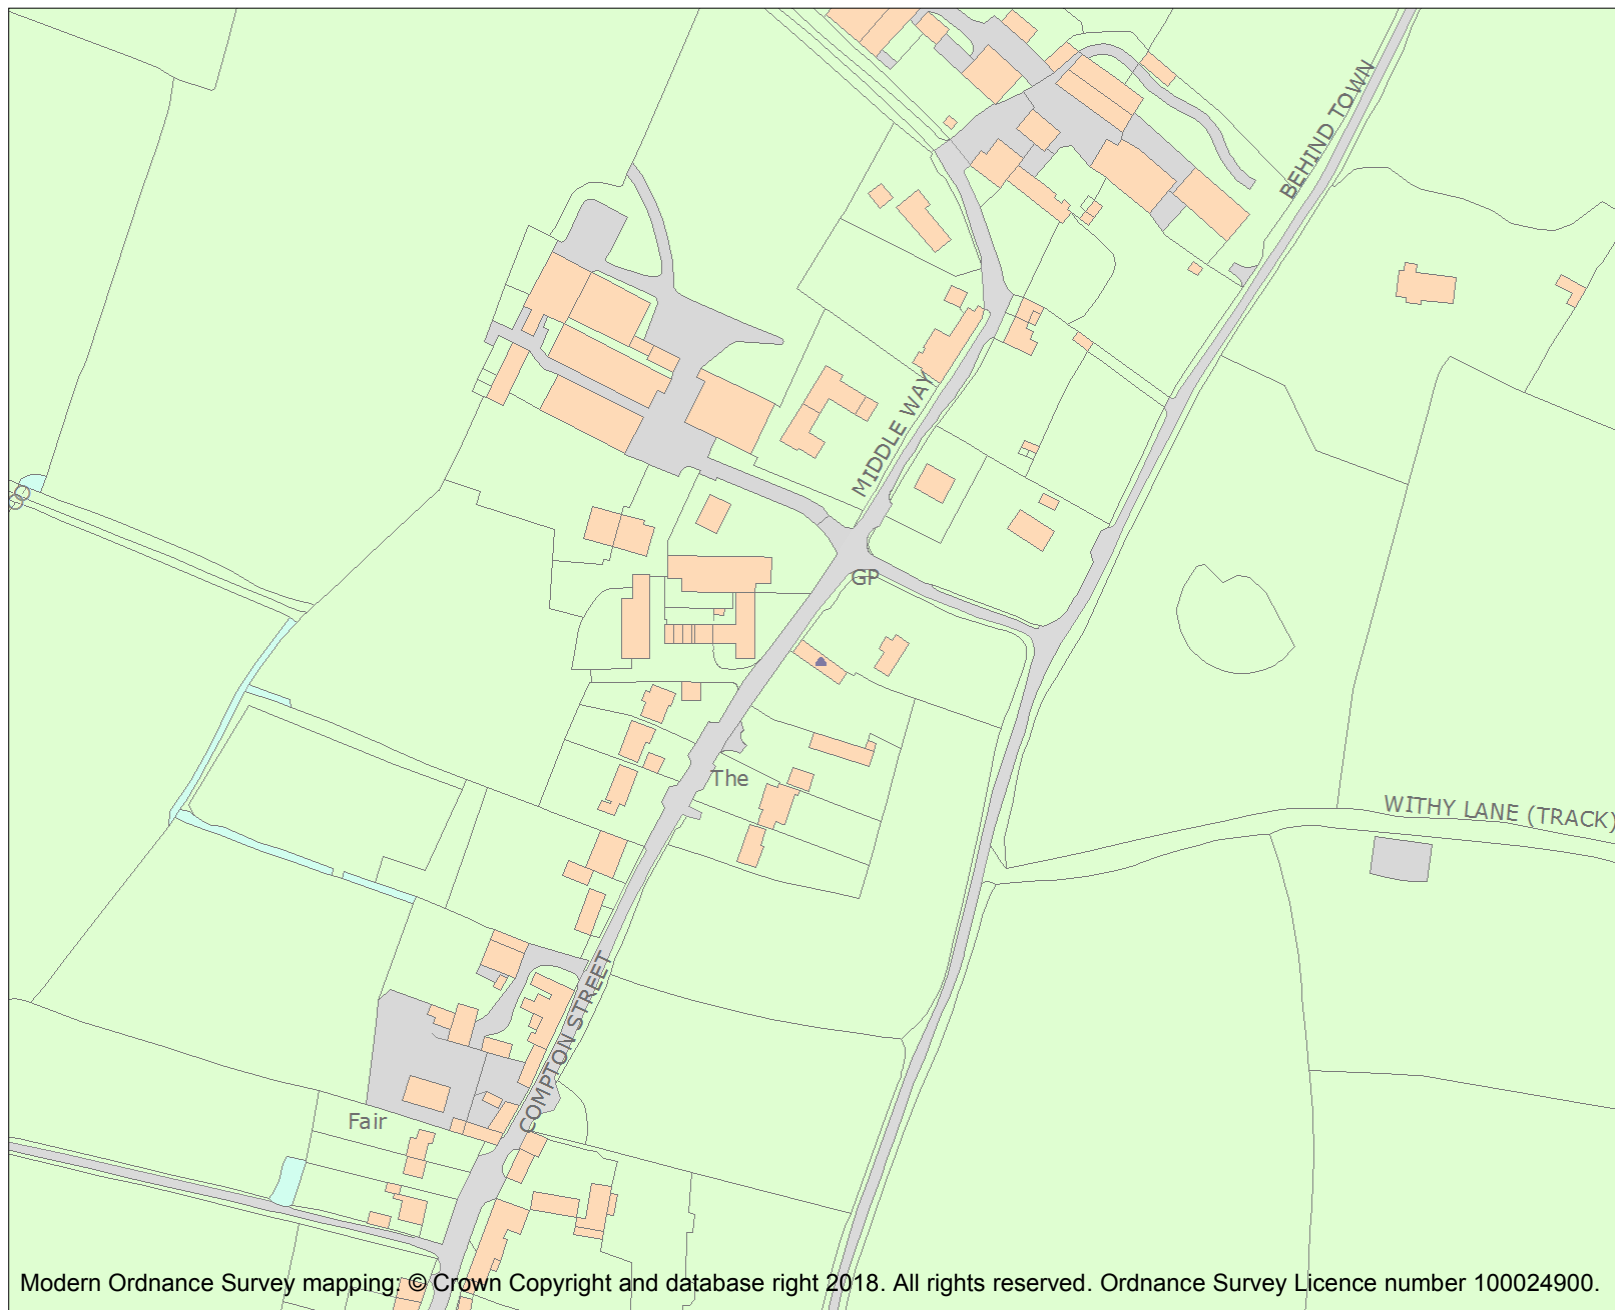 BEHIND TOWN
MIDDLE WAY
GP
The
WITHY LANE (TRACK)
COMPTON STREET
Fair
Modern Ordnance Survey mapping: © Crown Copyright and database right 2018. All rights reserved. Ordnance Survey Licence number 100024900.